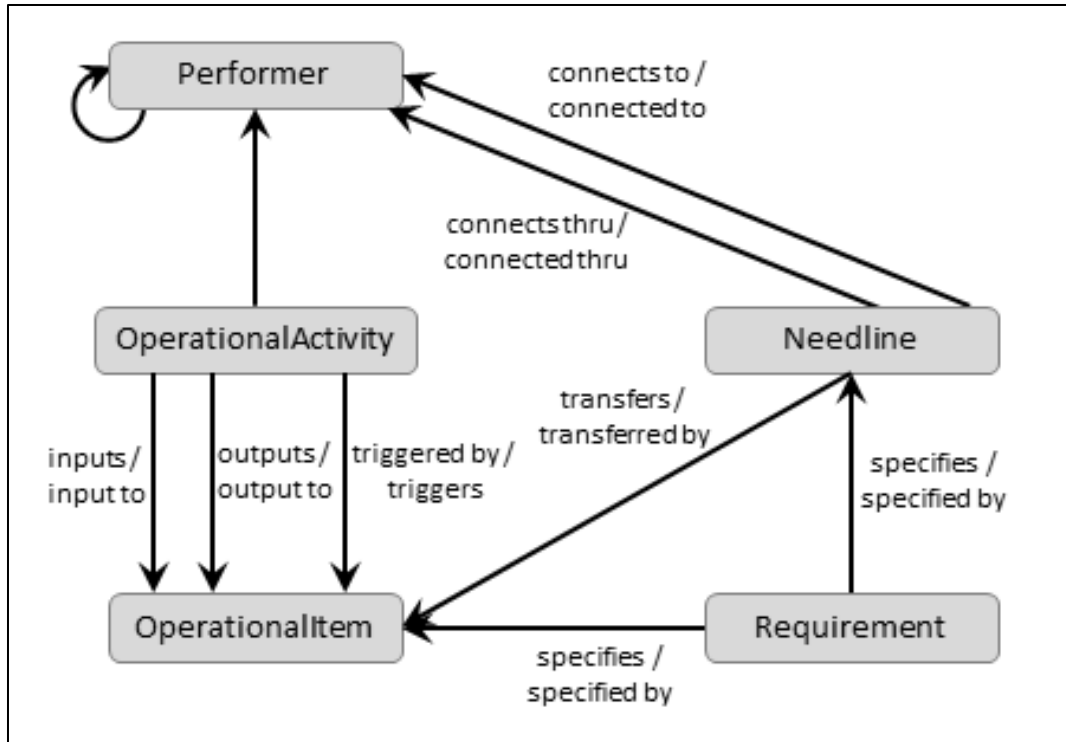 Performer
connects to /
connected to
connects thru /
connected thru
OperationalActivity
Needline
inputs /
input to
outputs /
output to
triggered by /
triggers
transfers /
transferred by
specifies /
specified by
OperationalItem
Requirement
specifies /
specified by